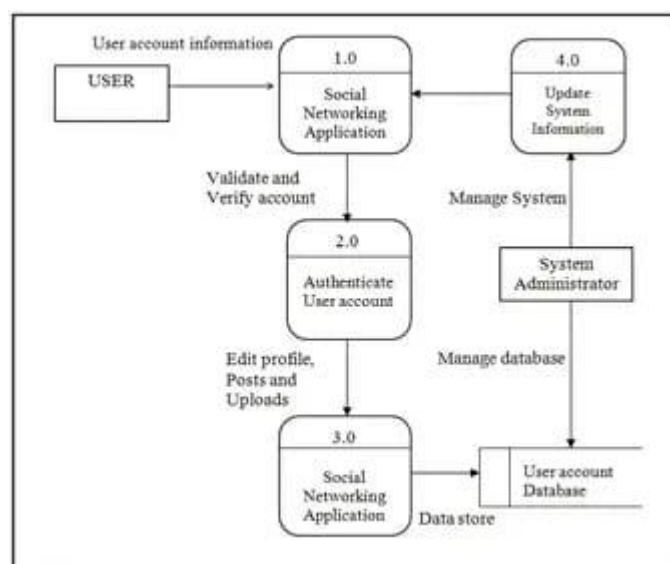 User account information
USER
1.0
Social
Networking
Application
4.0
Update
System
Information
Validate and
Verify account
Manage System
2.0
Authenticate
User account
System
Administrator
Edit profile,
Posts and
Uploads
Manage database
3.0
Social
Networking
Application
Data store
User account
Database